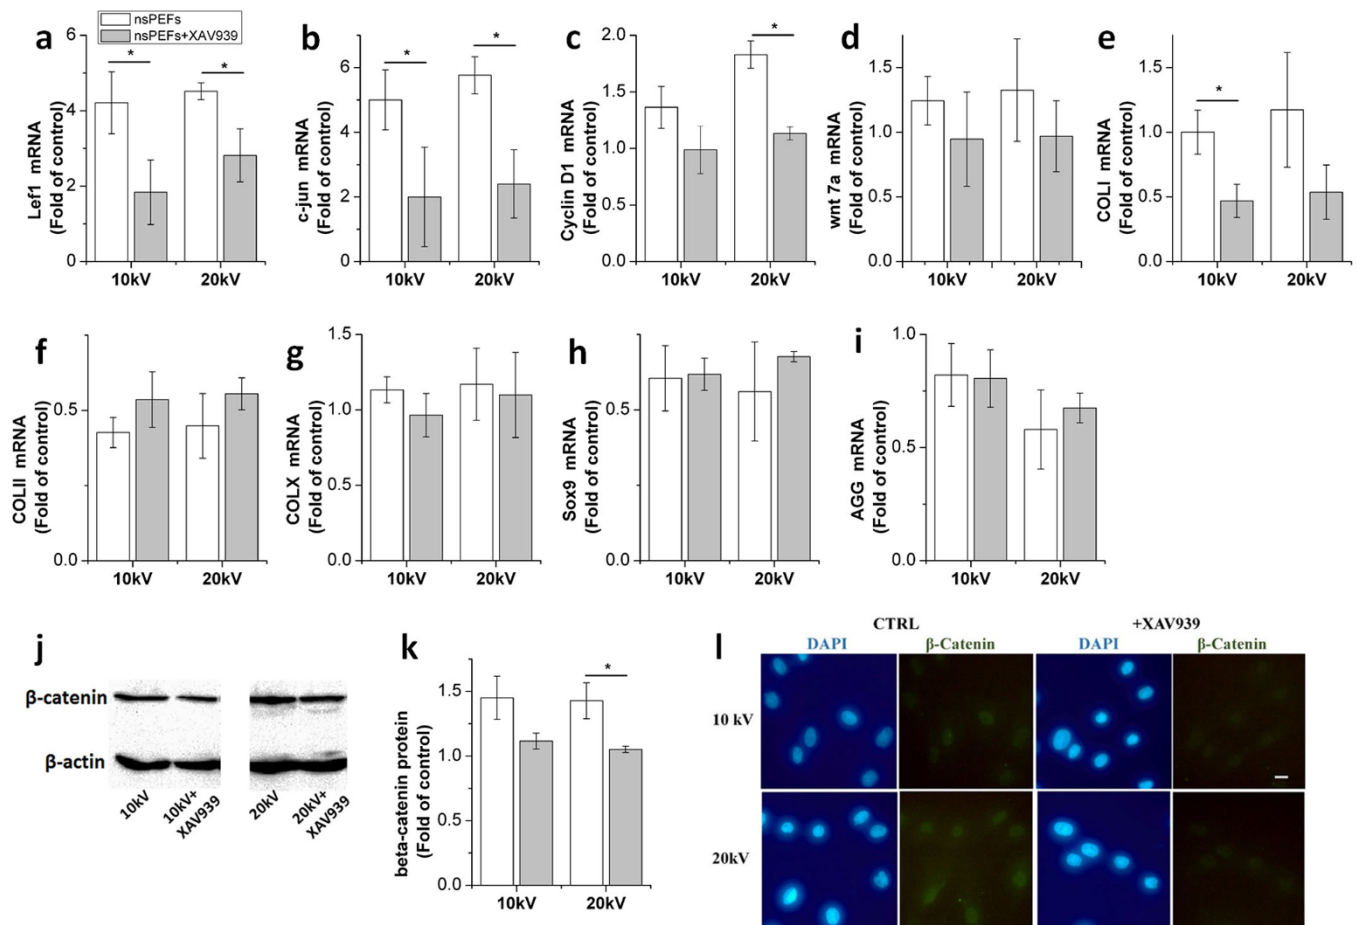 a
nsPEFs
nsPEFs+XAV939
Lef1 mRNA
(Fold of control)
6
4
2
0
*
*
10kV
20kV
b
c-jun mRNA
(Fold of control)
6
4
2
0
*
*
10kV
20kV
c
Cyclin D1 mRNA
(Fold of control)
2.0
1.5
1.0
0.5
0.0
*
10kV
20kV
d
wnt 7a mRNA
(Fold of control)
1.5
1.0
0.5
0.0
10kV
20kV
e
COLI mRNA
(Fold of control)
1.5
1.0
0.5
0.0
*
10kV
20kV
f
COLII mRNA
(Fold of control)
0.5
0.0
10kV
20kV
g
COLX mRNA
(Fold of control)
1.5
1.0
0.5
0.0
10kV
20kV
h
Sox9 mRNA
(Fold of control)
0.5
0.0
10kV
20kV
i
AGG mRNA
(Fold of control)
1.0
0.5
0.0
10kV
20kV
j
β-catenin
β-actin
10kV
10kV+
XAV939
20kV
20kV+
XAV939
k
beta-catenin protein
(Fold of control)
1.5
1.0
0.5
0.0
*
10kV
20kV
l
CTRL
+XAV939
DAPI
β-Catenin
DAPI
β-Catenin
10 kV
20kV